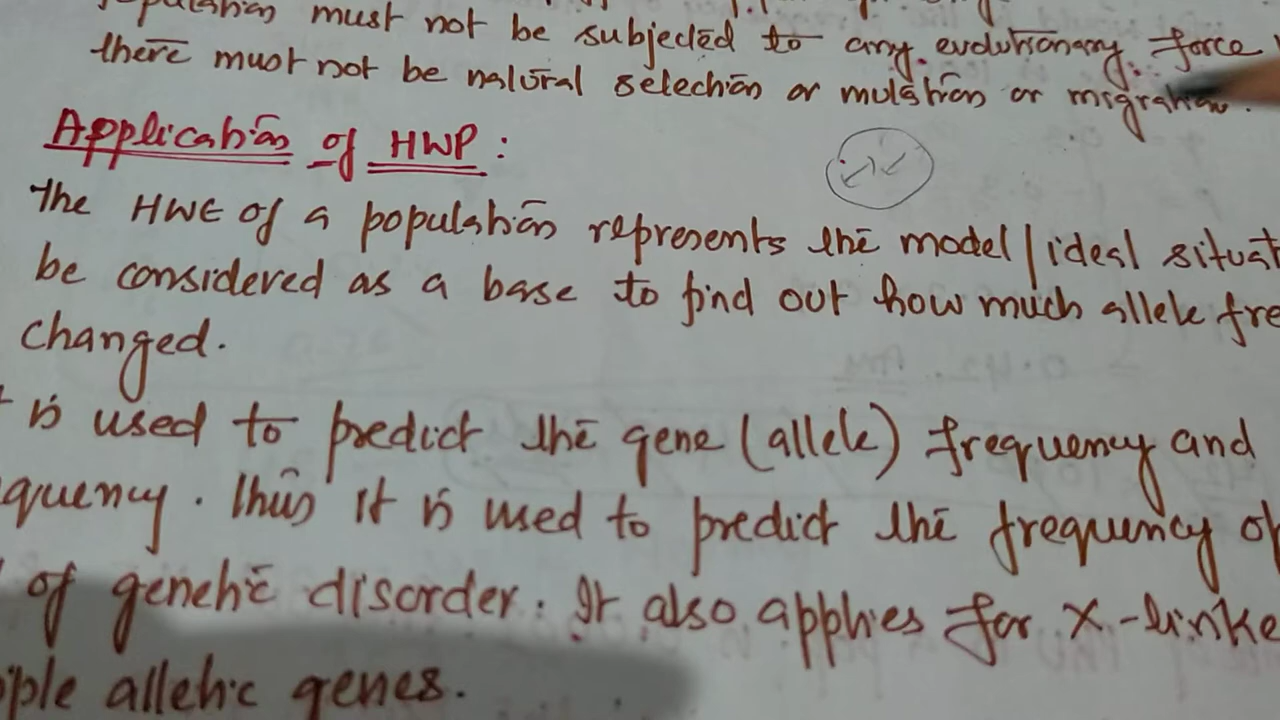 population must not be subjected to any evolutionary force
there must not be natural selection or mutation or migration.
Application of HWP :
The HWE of a population represents the model/ideal situat
be considered as a base to find out how much allele fre
changed.
is used to predict the gene (allele) frequency and
quency. Thus it is used to predict the frequency of
of genetic disorder. It also applies for X-linke
iple allelic genes.